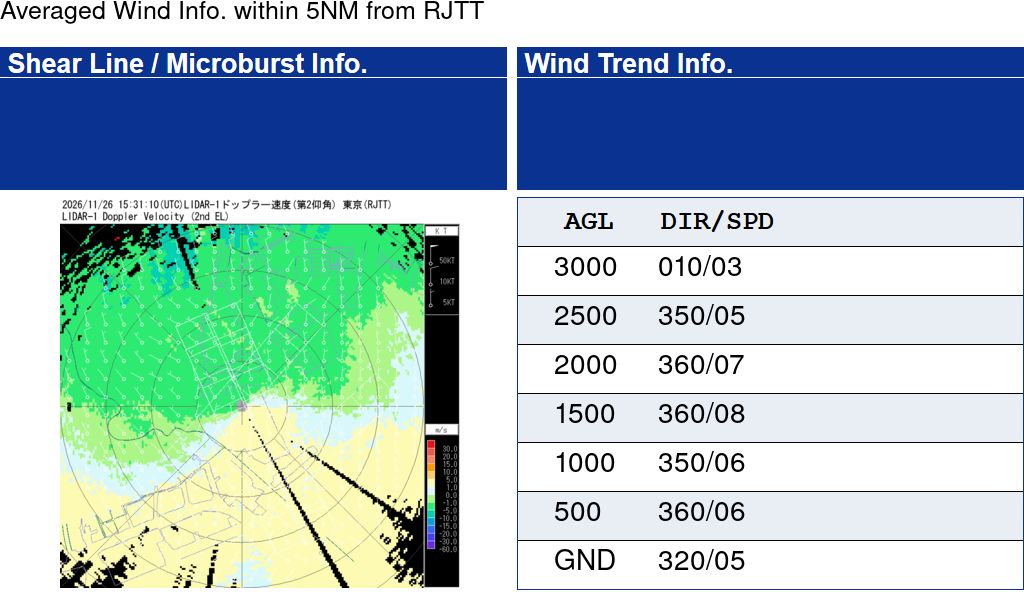 Averaged Wind Info. within 5NM from RJTT
Shear Line / Microburst Info.
Wind Trend Info.
2026/11/26 15:31:10(UTC)LIDAR-1ドップラー速度(第2仰角) 東京(RJTT)
LIDAR-1 Doppler Velocity (2nd EL)
KT
50KT
10KT
5KT
m/s
30.0
20.0
15.0
10.0
5.0
1.0
0.0
-1.0
-5.0
-10.0
-15.0
-20.0
-30.0
-60.0
AGL DIR/SPD
3000 010/03
2500 350/05
2000 360/07
1500 360/08
1000 350/06
500 360/06
GND 320/05